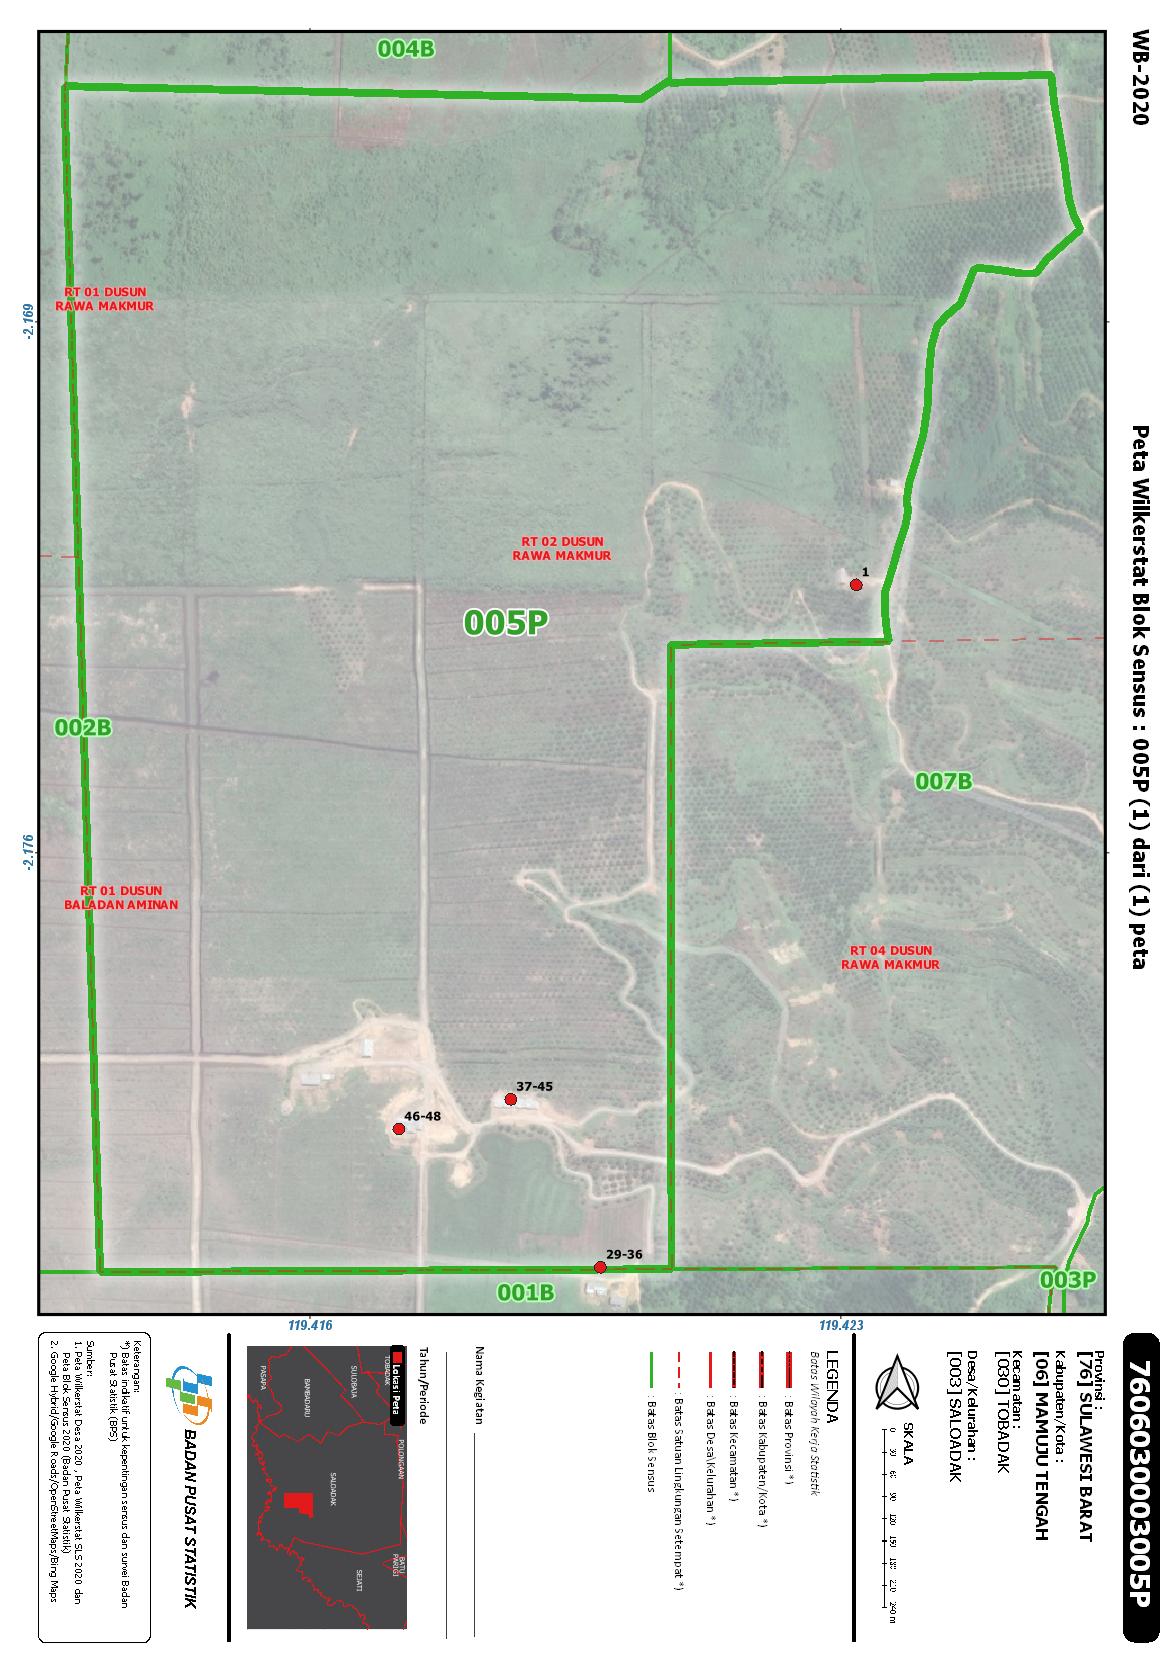 WB-2020
Peta Wilkerstat Blok Sensus : 005P (1) dari (1) peta
7606030003005P
004B
RT 01 DUSUN
RAWA MAKMUR
-2.169
RT 02 DUSUN
RAWA MAKMUR
1
005P
002B
007B
-2.176
RT 01 DUSUN
BALADAN AMINAN
RT 04 DUSUN
RAWA MAKMUR
37-45
46-48
29-36
001B
003P
119.416
119.423
Provinsi :
[76] SULAWESI BARAT
Kabupaten/Kota :
[06] MAMUJU TENGAH
Kecamatan :
[030] TOBADAK
Desa/Kelurahan :
[003] SALOADAK
SKALA
0 30 60 90 120 150 180 210 240 m
LEGENDA
Batas Wilayah Kerja Statistik
: Batas Provinsi *)
: Batas Kabupaten/Kota *)
: Batas Kecamatan *)
: Batas Desa\Kelurahan *)
: Batas Satuan Lingkungan Setempat *)
: Batas Blok Sensus
Nama Kegiatan
Tahun/Periode
Lokasi Peta
TOBADAK
SULOBAJA
BAMBADARU
PASAPA
POLONGAAN
SALOADAK
BATU
PARIGI
SEJATI
BADAN PUSAT STATISTIK
Keterangan:
*) Batas indikatif untuk kepentingan sensus dan survei Badan
Pusat Statistik (BPS)
Sumber:
1. Peta Wilkerstat Desa 2020 , Peta Wilkerstat SLS 2020 dan
Peta Blok Sensus 2020 (Badan Pusat Statistik)
2. Google Hybrid/Google Roads/OpenStreetMaps/Bing Maps